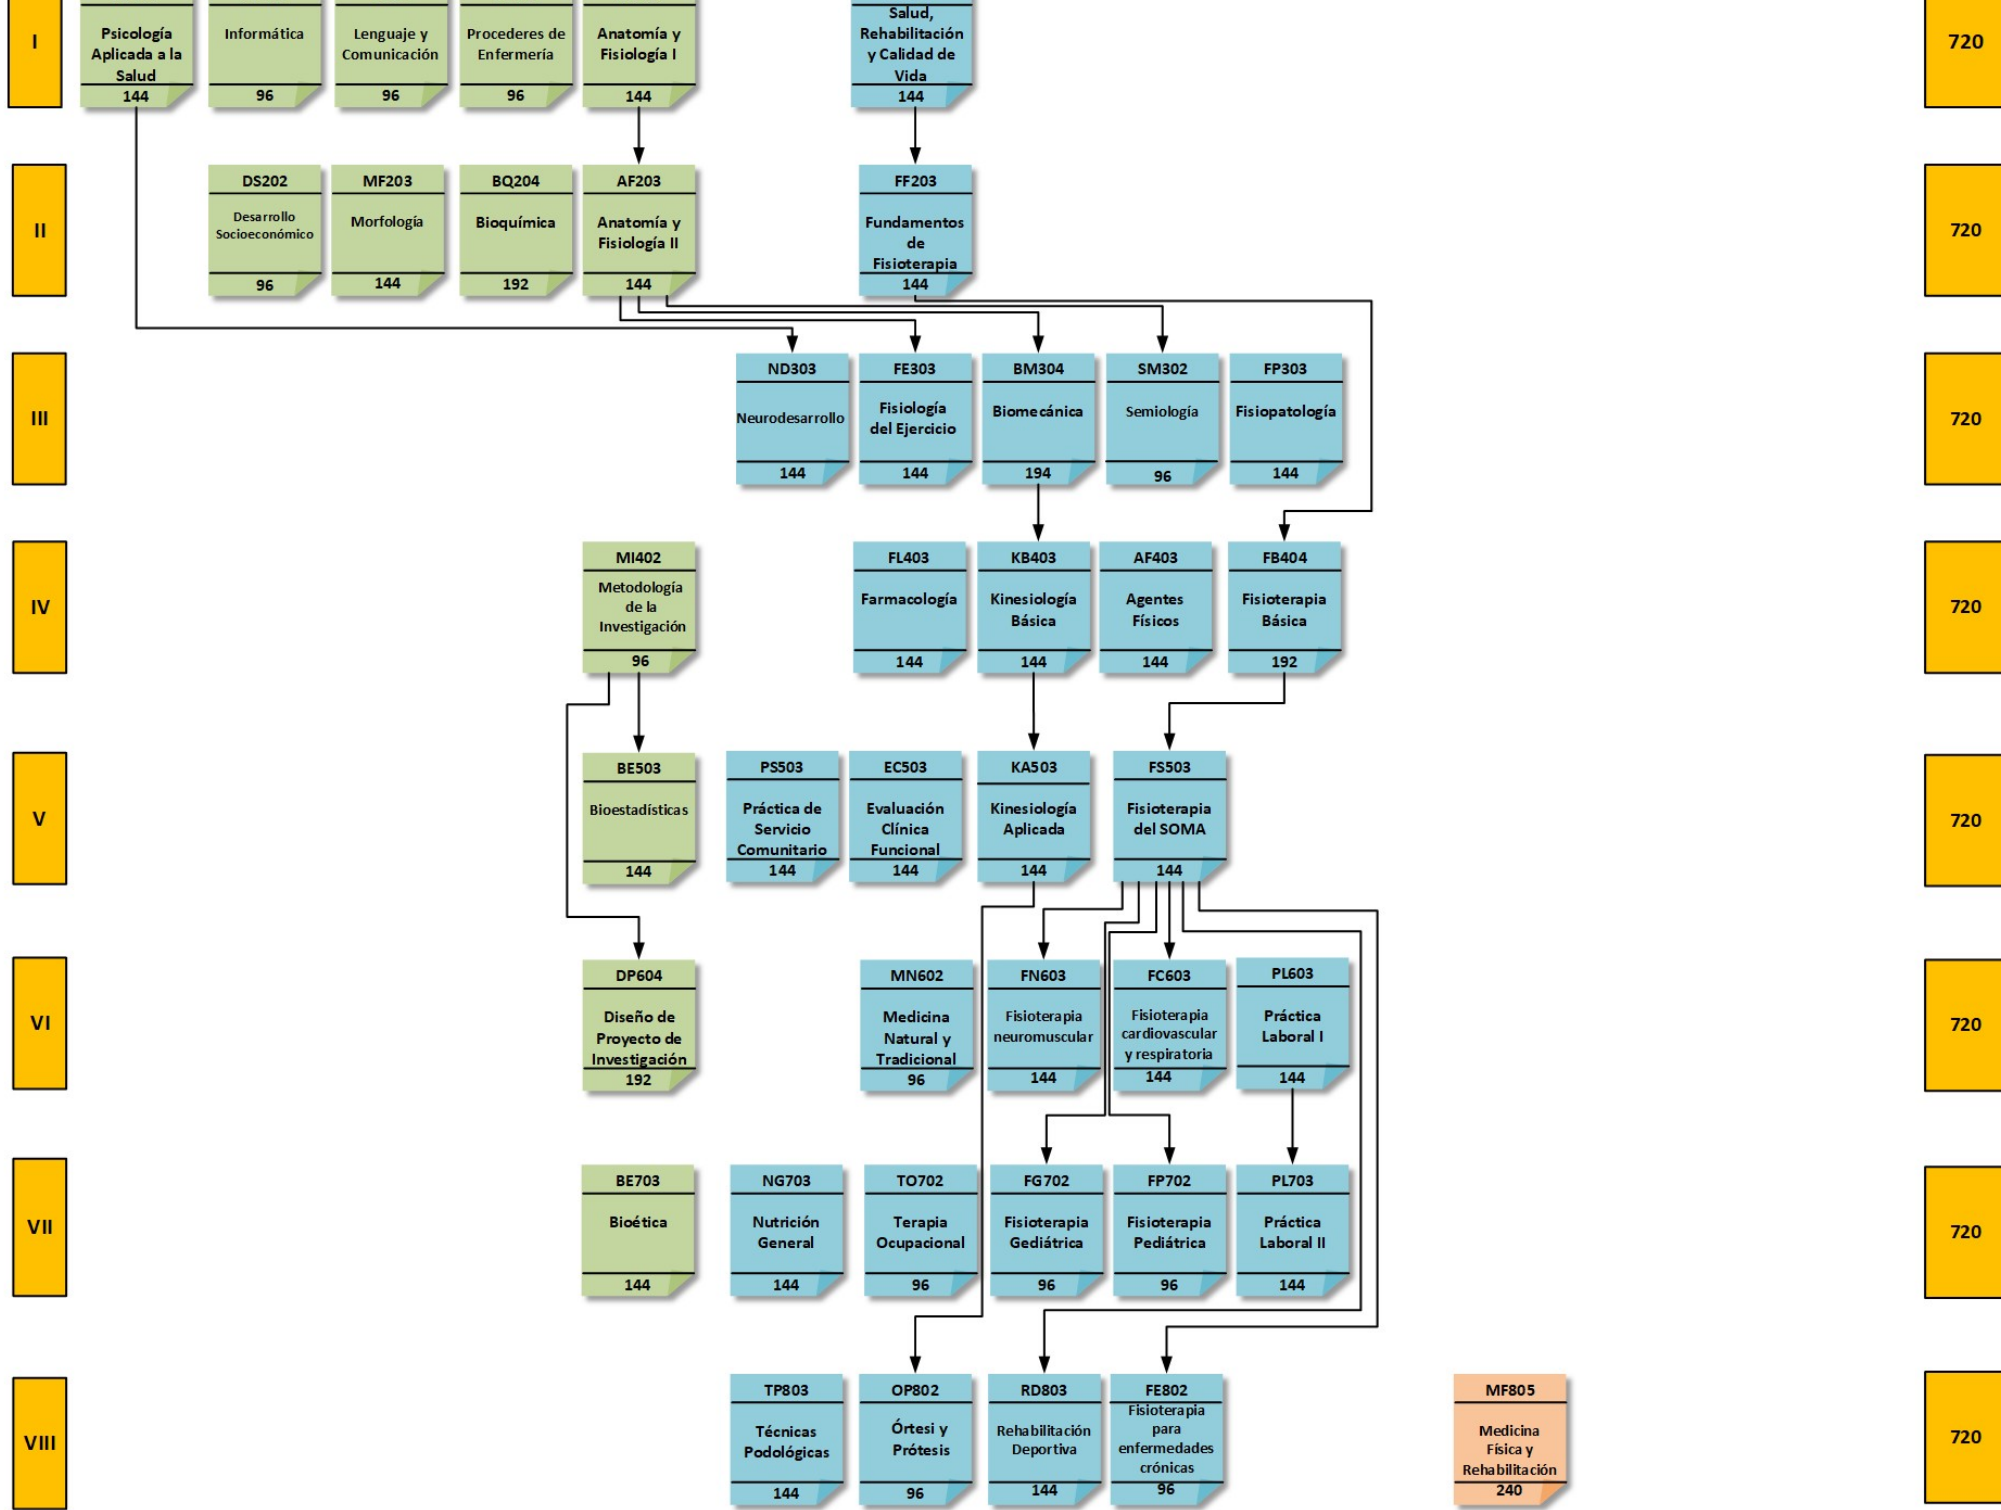 I
Psicología
Aplicada a la
Salud
144
Informática
96
Lenguaje y
Comunicación
96
Procederes de
Enfermería
96
Anatomía y
Fisiología I
144
Salud,
Rehabilitación
y Calidad de
Vida
144
720
II
DS202
Desarrollo
Socioeconómico
96
MF203
Morfología
144
BQ204
Bioquímica
192
AF203
Anatomía y
Fisiología II
144
FF203
Fundamentos
de
Fisioterapia
144
720
III
ND303
Neurodesarrollo
144
FE303
Fisiología
del Ejercicio
144
BM304
Biomecánica
194
SM302
Semiología
96
FP303
Fisiopatología
144
720
IV
MI402
Metodología
de la
Investigación
96
FL403
Farmacología
144
KB403
Kinesiología
Básica
144
AF403
Agentes
Físicos
144
FB404
Fisioterapia
Básica
192
720
V
BE503
Bioestadísticas
144
PS503
Práctica de
Servicio
Comunitario
144
EC503
Evaluación
Clínica
Funcional
144
KA503
Kinesiología
Aplicada
144
FS503
Fisioterapia
del SOMA
144
720
VI
DP604
Diseño de
Proyecto de
Investigación
192
MN602
Medicina
Natural y
Tradicional
96
FN603
Fisioterapia
neuromuscular
144
FC603
Fisioterapia
cardiovascular
y respiratoria
144
PL603
Práctica
Laboral I
144
720
VII
BE703
Bioética
144
NG703
Nutrición
General
144
TO702
Terapia
Ocupacional
96
FG702
Fisioterapia
Gediátrica
96
FP702
Fisioterapia
Pediátrica
96
PL703
Práctica
Laboral II
144
720
VIII
TP803
Técnicas
Podológicas
144
OP802
Órtesi y
Prótesis
96
RD803
Rehabilitación
Deportiva
144
FE802
Fisioterapia
para
enfermedades
crónicas
96
MF805
Medicina
Física y
Rehabilitación
240
720